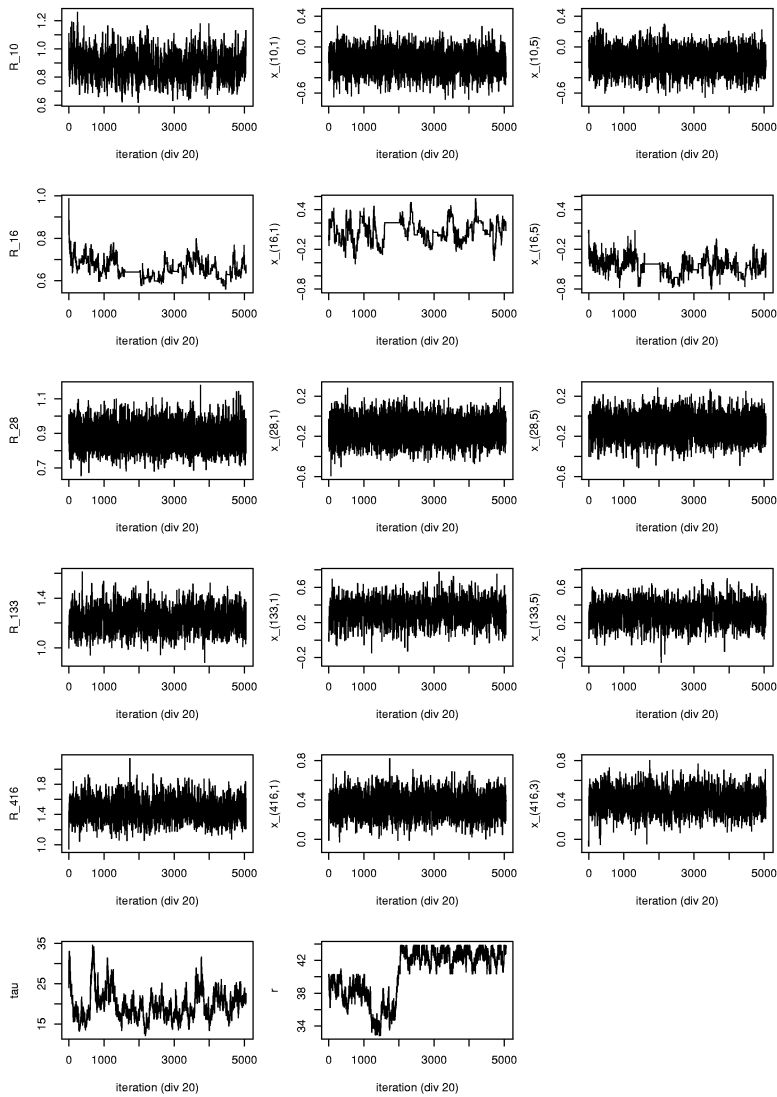 R_10
0.6 0.8 1.0 1.2
0 1000 3000 5000
iteration (div 20)
x_(10,1)
−0.6 0.0 0.4
0 1000 3000 5000
iteration (div 20)
x_(10,5)
−0.6 0.0 0.4
0 1000 3000 5000
iteration (div 20)
R_16
0.6 0.8 1.0
0 1000 3000 5000
iteration (div 20)
x_(16,1)
−0.8 −0.2 0.4
0 1000 3000 5000
iteration (div 20)
x_(16,5)
−0.8 −0.2 0.4
0 1000 3000 5000
iteration (div 20)
R_28
0.7 0.9 1.1
0 1000 3000 5000
iteration (div 20)
x_(28,1)
−0.6 −0.2 0.2
0 1000 3000 5000
iteration (div 20)
x_(28,5)
−0.6 −0.2 0.2
0 1000 3000 5000
iteration (div 20)
R_133
1.0 1.4
0 1000 3000 5000
iteration (div 20)
x_(133,1)
−0.2 0.2 0.6
0 1000 3000 5000
iteration (div 20)
x_(133,5)
−0.2 0.2 0.6
0 1000 3000 5000
iteration (div 20)
R_416
1.0 1.4 1.8
0 1000 3000 5000
iteration (div 20)
x_(416,1)
0.0 0.4 0.8
0 1000 3000 5000
iteration (div 20)
x_(416,3)
0.0 0.4 0.8
0 1000 3000 5000
iteration (div 20)
tau
15 25 35
0 1000 3000 5000
iteration (div 20)
r
34 38 42
0 1000 3000 5000
iteration (div 20)